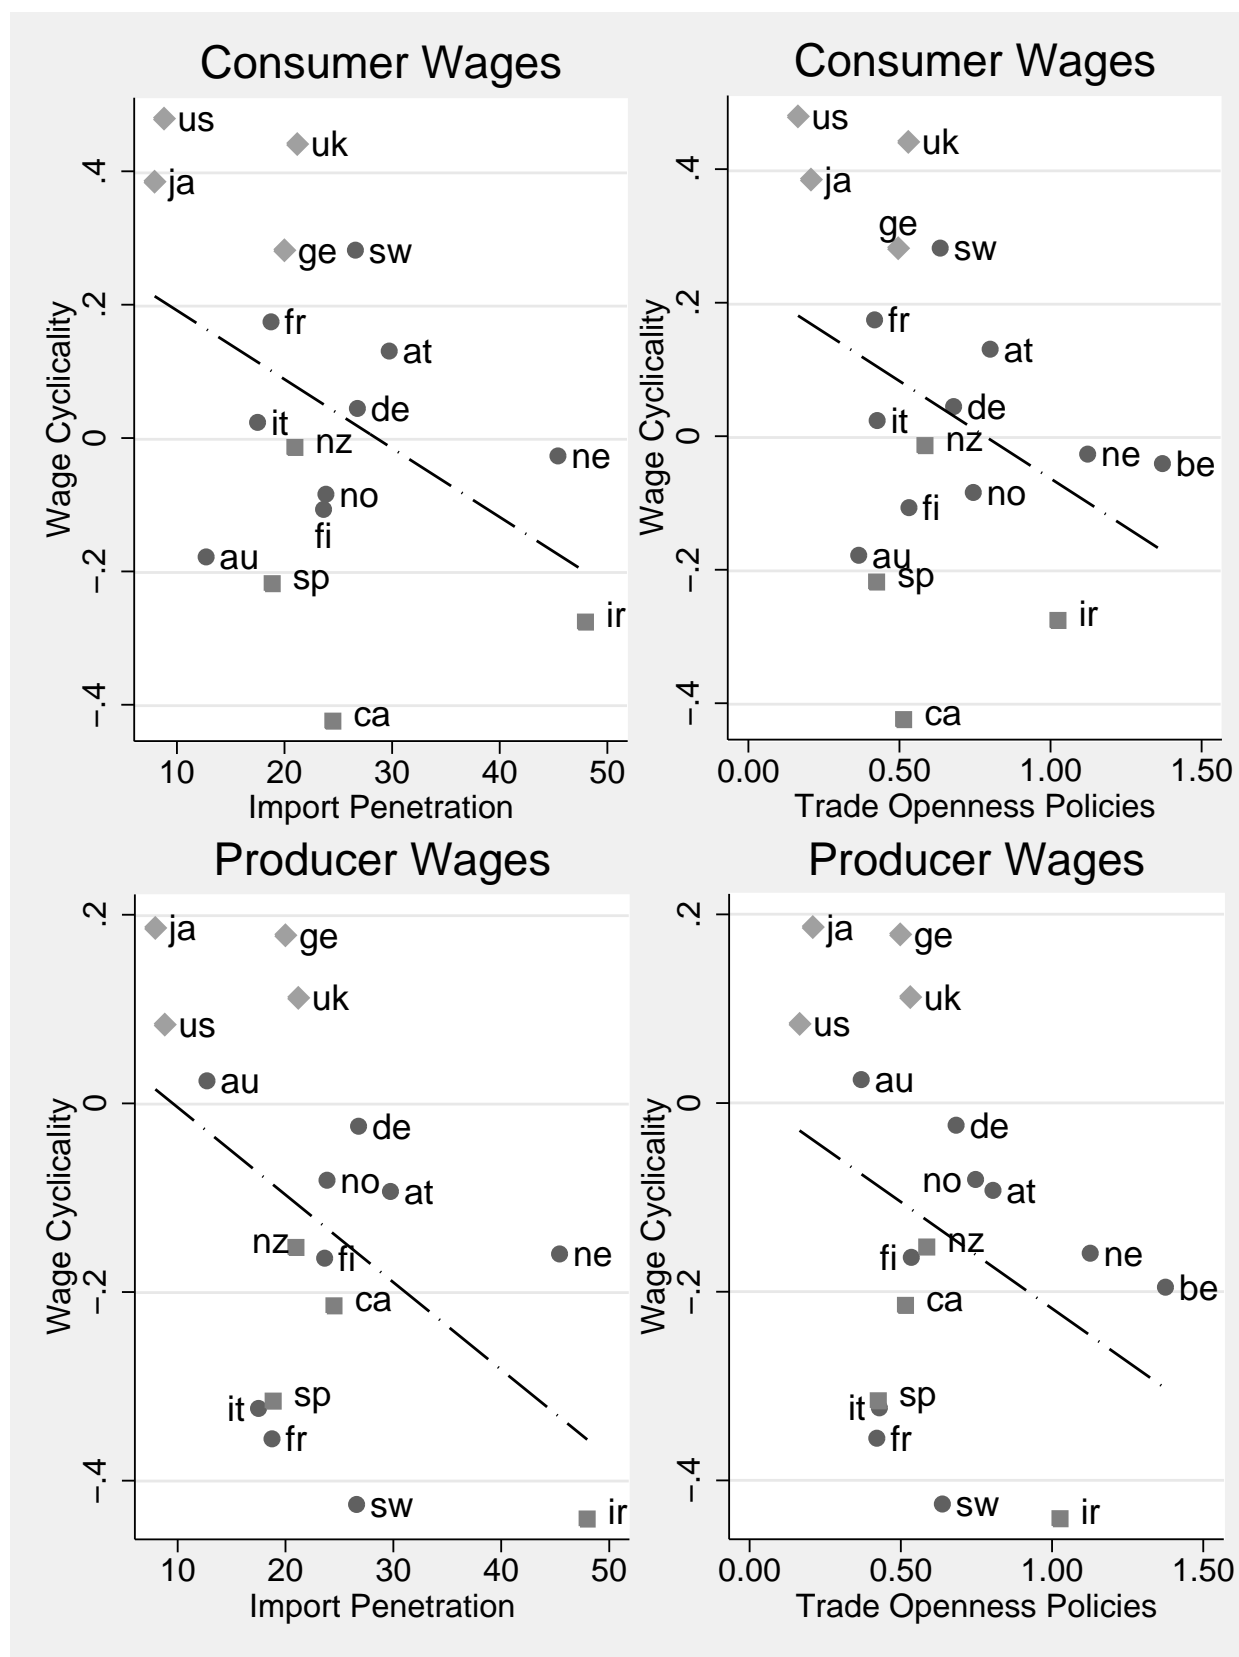 Consumer Wages
Wage Cyclicality
.4
.2
0
−.2
−.4
us
uk
ja
ge
sw
fr
at
de
it
nz
ne
no
fi
au
sp
ir
ca
10 20 30 40 50
Import Penetration
Consumer Wages
Wage Cyclicality
.4
.2
0
−.2
−.4
us
uk
ja
ge
sw
fr
at
de
it
nz
ne
be
no
fi
au
sp
ir
ca
0.00 0.50 1.00 1.50
Trade Openness Policies
Producer Wages
Wage Cyclicality
.2
0
−.2
−.4
ja
ge
uk
us
au
de
no
at
nz
fi
ne
ca
sp
it
fr
sw
ir
10 20 30 40 50
Import Penetration
Producer Wages
Wage Cyclicality
.2
0
−.2
−.4
ja
ge
uk
us
au
de
no
at
nz
fi
ne
be
ca
sp
it
fr
sw
ir
0.00 0.50 1.00 1.50
Trade Openness Policies